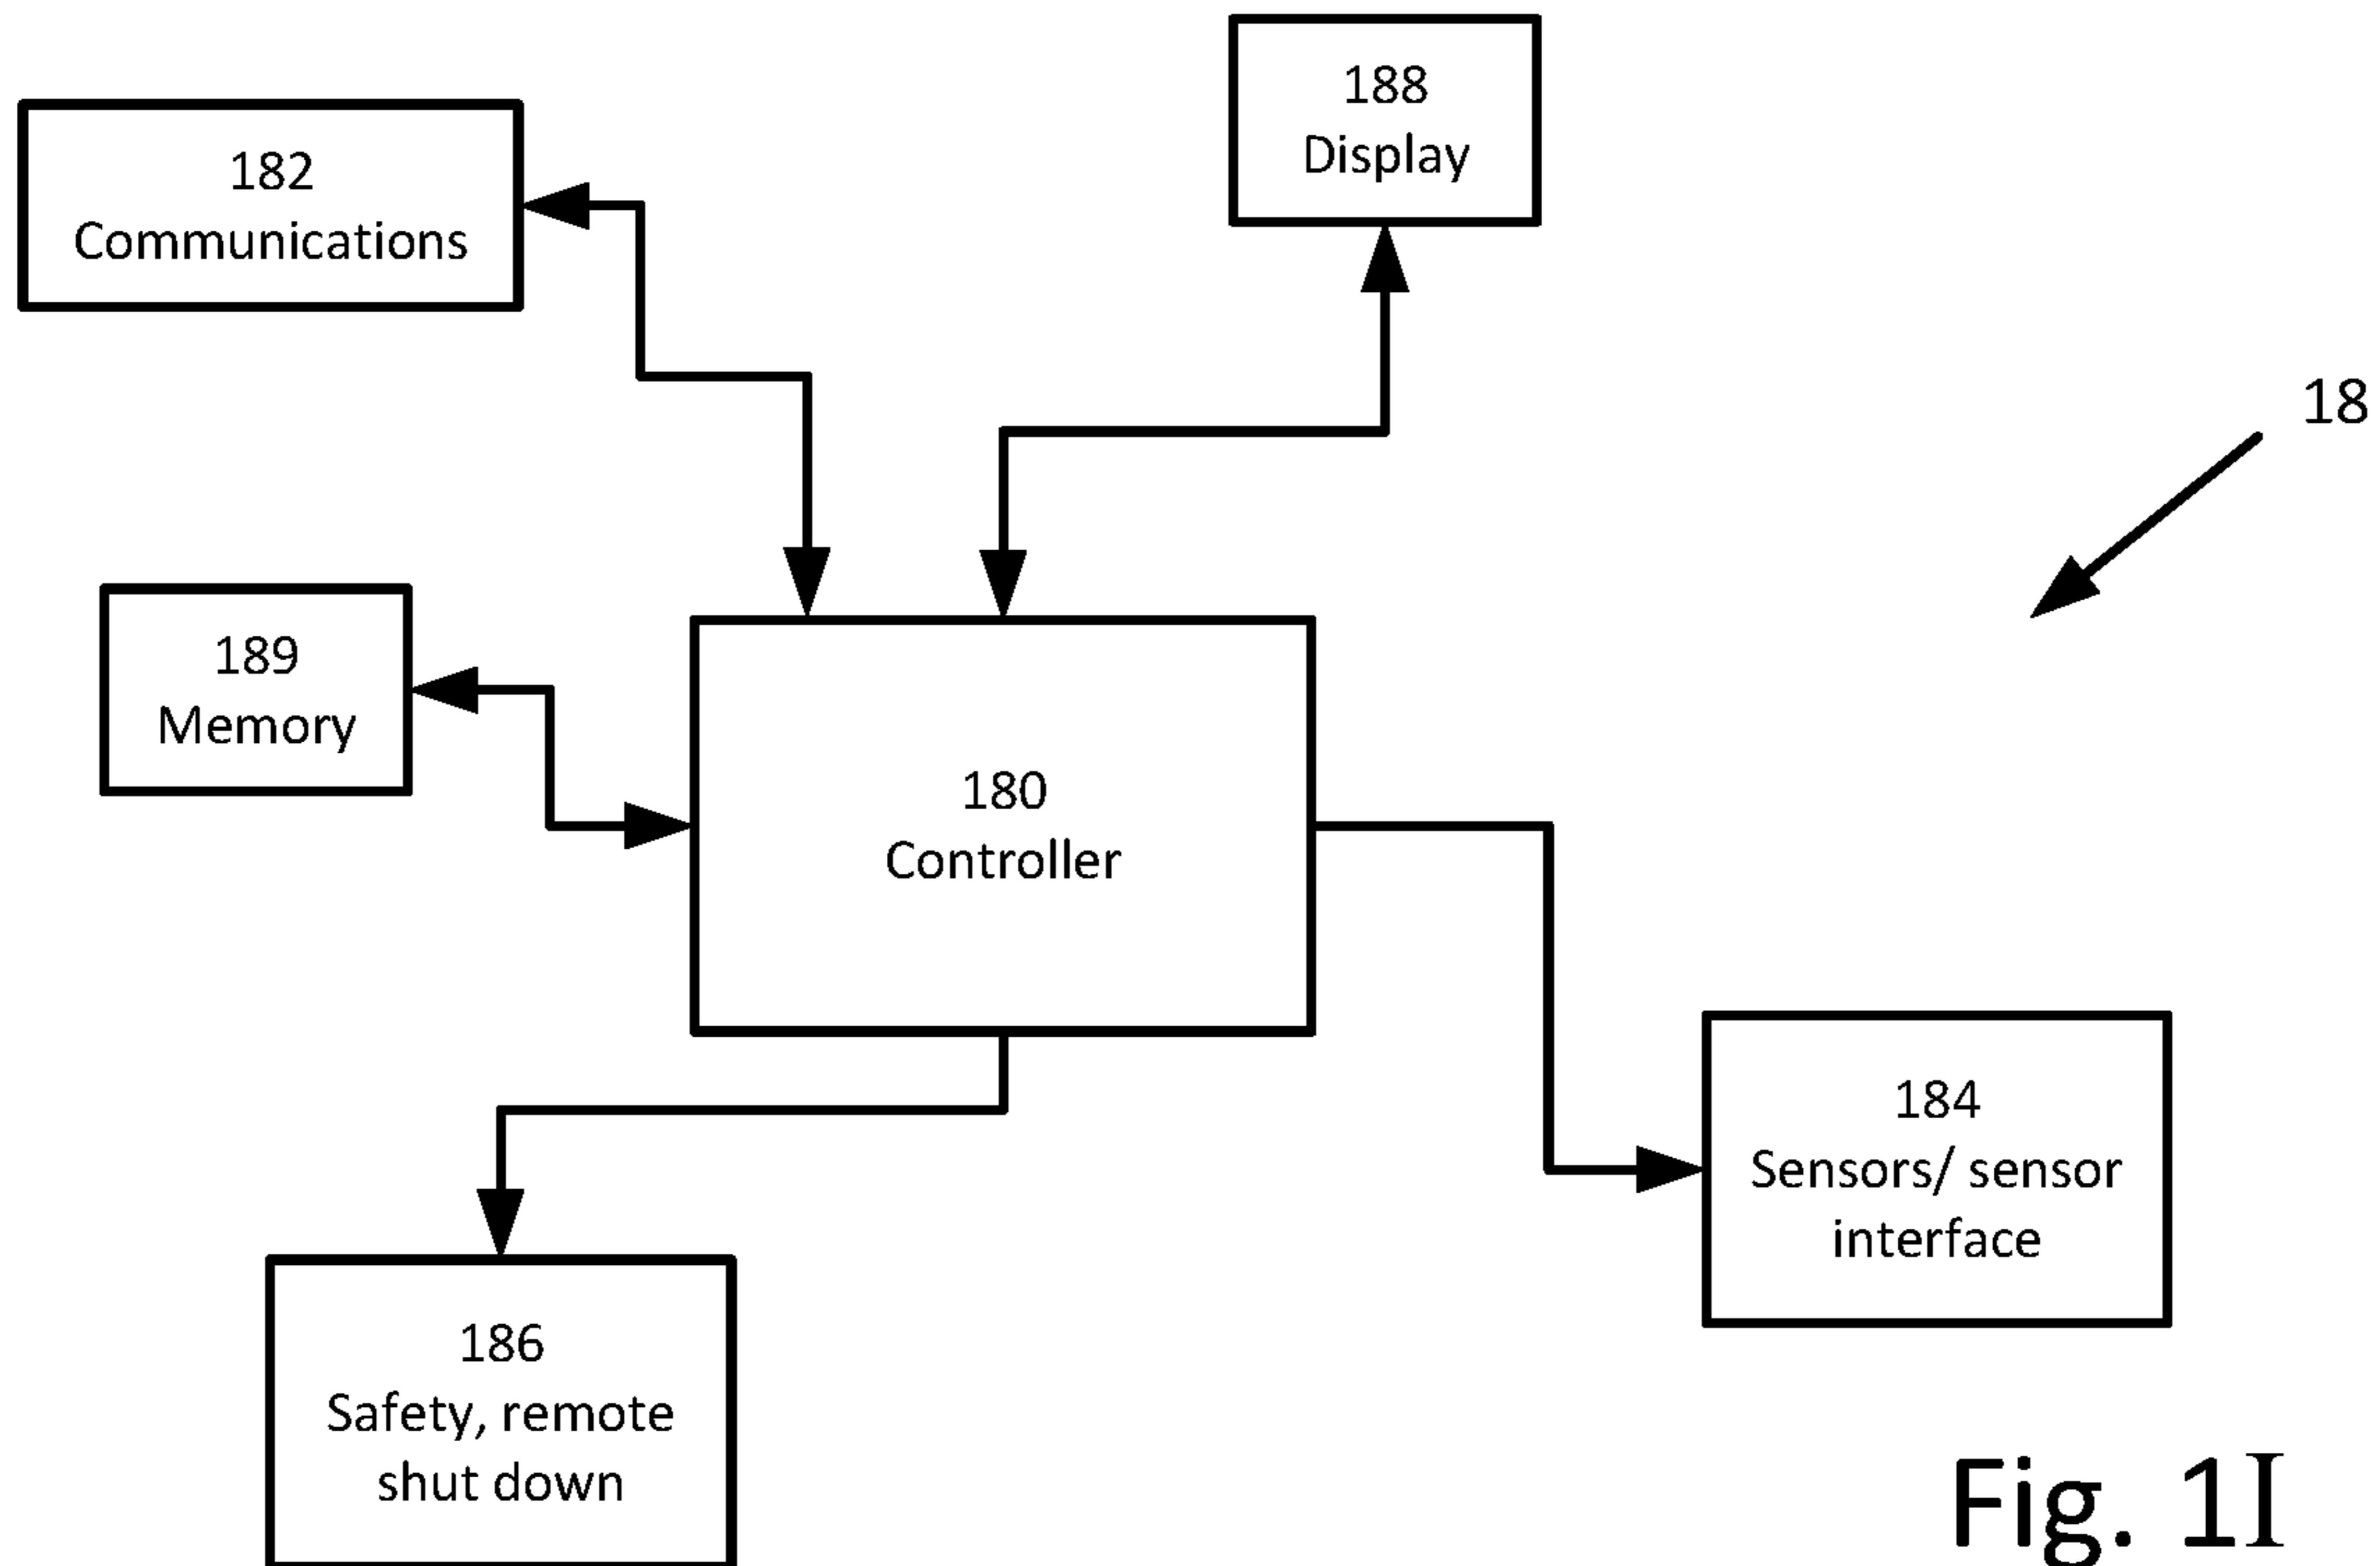 188
Display
182
Communications
18
189
Memory
180
Controller
184
Sensors/ sensor
interface
186
Safety, remote
shut down
Fig. 1I